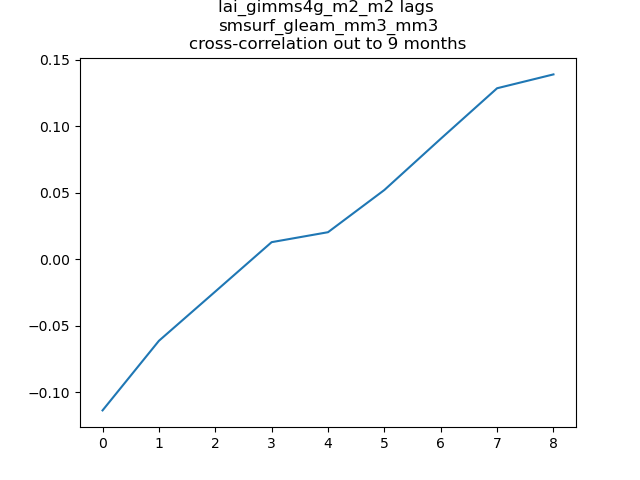 lai_gimms4g_m2_m2 lags
smsurf_gleam_mm3_mm3
cross-correlation out to 9 months
0.15
0.10
0.05
0.00
−0.05
−0.10
0 1 2 3 4 5 6 7 8